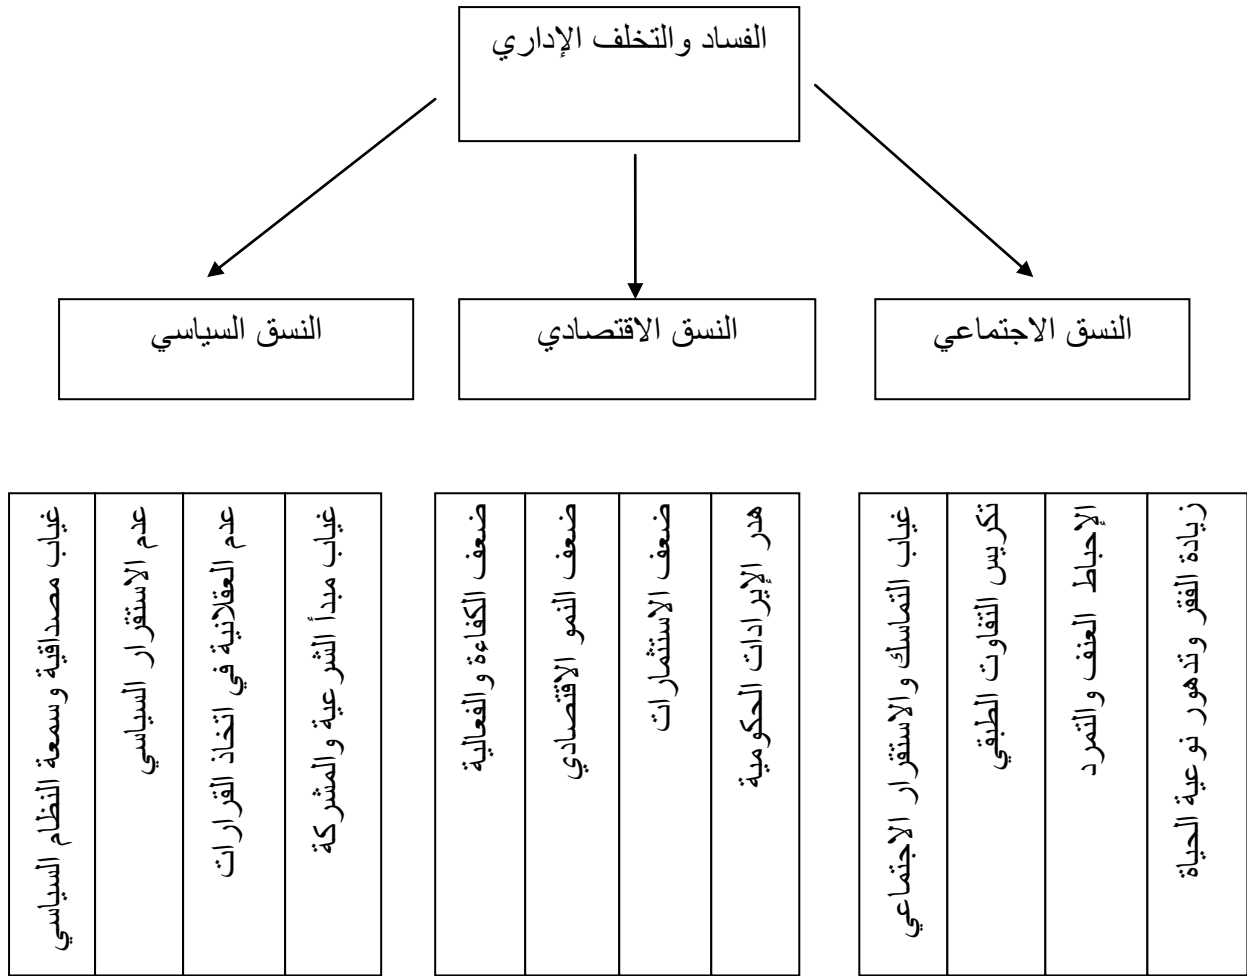 الفساد والتخلف الإداري
النسق الاجتماعي
النسق الاقتصادي
النسق السياسي
زيادة الفقر وتدهور نوعية الحياة
الإحباط العنف والتمرد
تكريس التفاوت الطبقي
غياب التماسك والاستقرار الاجتماعي
هدر الإيرادات الحكومية
ضعف الاستثمارات
ضعف النمو الاقتصادي
ضعف الكفاءة والفعالية
غياب مبدأ الشرعية والمشركة
عدم العقلانية في اتخاذ القرارات
عدم الاستقرار السياسي
غياب مصداقية وسمعة النظام السياسي